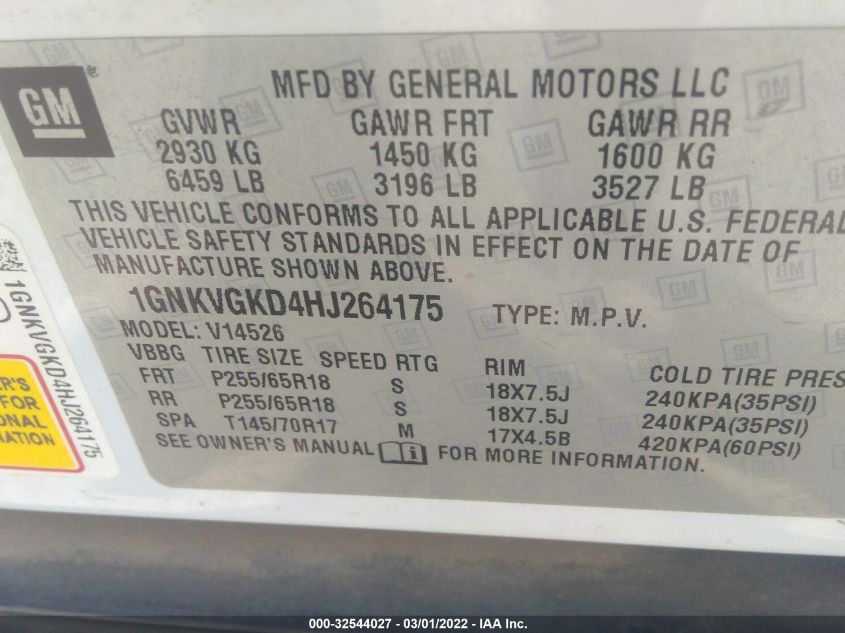 GM
MFD BY GENERAL MOTORS LLC
GVWR GAWR FRT GAWR RR
2930 KG 1450 KG 1600 KG
6459 LB 3196 LB 3527 LB
THIS VEHICLE CONFORMS TO ALL APPLICABLE U.S. FEDERAL
VEHICLE SAFETY STANDARDS IN EFFECT ON THE DATE OF
MANUFACTURE SHOWN ABOVE.
1GNKVGKD4HJ264175 TYPE: M.P.V.
MODEL: V14526
VBBG TIRE SIZE SPEED RTG RIM COLD TIRE PRES
FRT P255/65R18 S 18X7.5J 240KPA(35PSI)
RR P255/65R18 S 18X7.5J 240KPA(35PSI)
SPA T145/70R17 M 17X4.5B 420KPA(60PSI)
SEE OWNER'S MANUAL FOR MORE INFORMATION.
1GNKVGKD4HJ264175
ER'S
FOR
ONAL
MATION
000-32544027 - 03/01/2022 - IAA Inc.